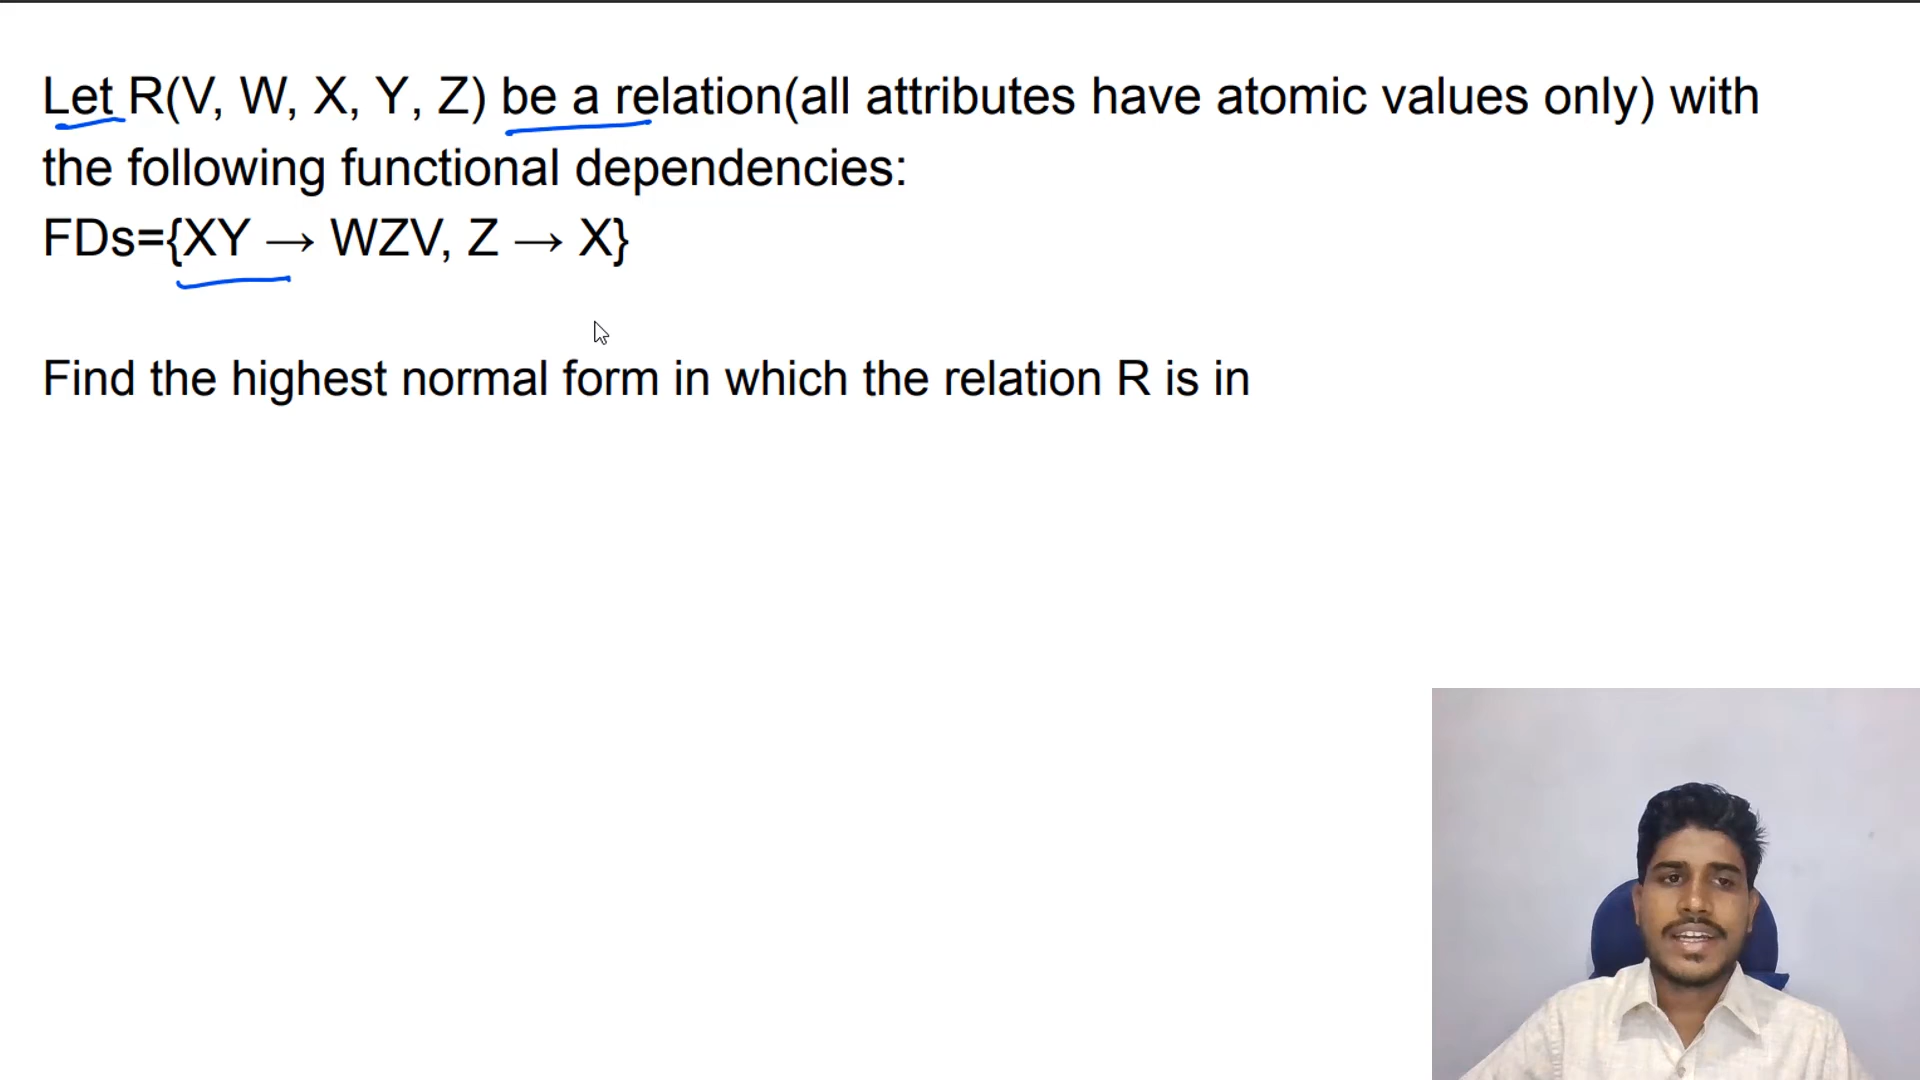 Let R(V, W, X, Y, Z) be a relation(all attributes have atomic values only) with
the following functional dependencies:
FDs={XY → WZV, Z → X}
Find the highest normal form in which the relation R is in